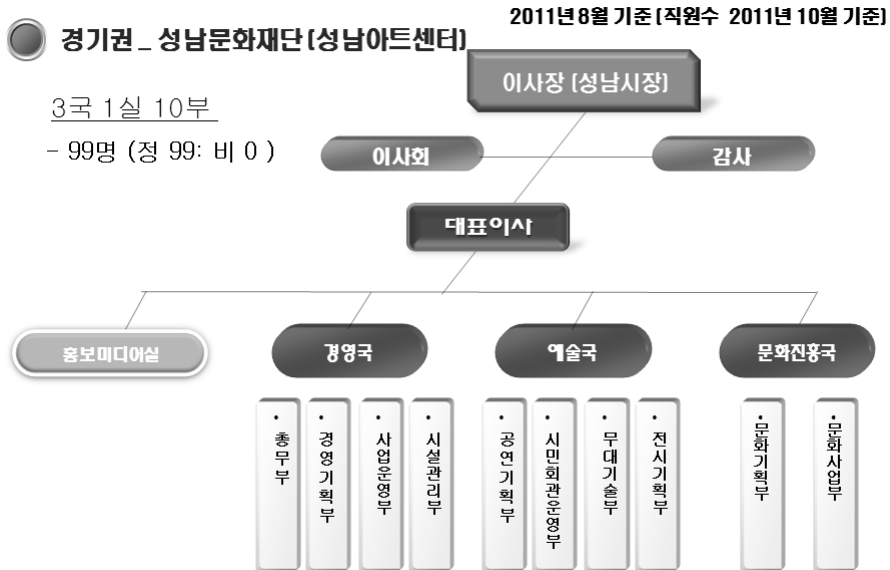 2011년 8월 기준 (직원수 2011년 10월 기준)
경기권 _ 성남문화재단 (성남아트센터)
이사장 (성남시장)
3국 1실 10부
- 99명 (정 99: 비 0 )
이사회
감사
대표이사
홍보미디어실
경영국
예술국
문화진흥국
• 총무부
• 경영기획부
• 사업운영부
• 시설관리부
• 공연기획부
• 시민회관운영부
• 무대기술부
• 전시기획부
• 문화기획부
• 문화사업부